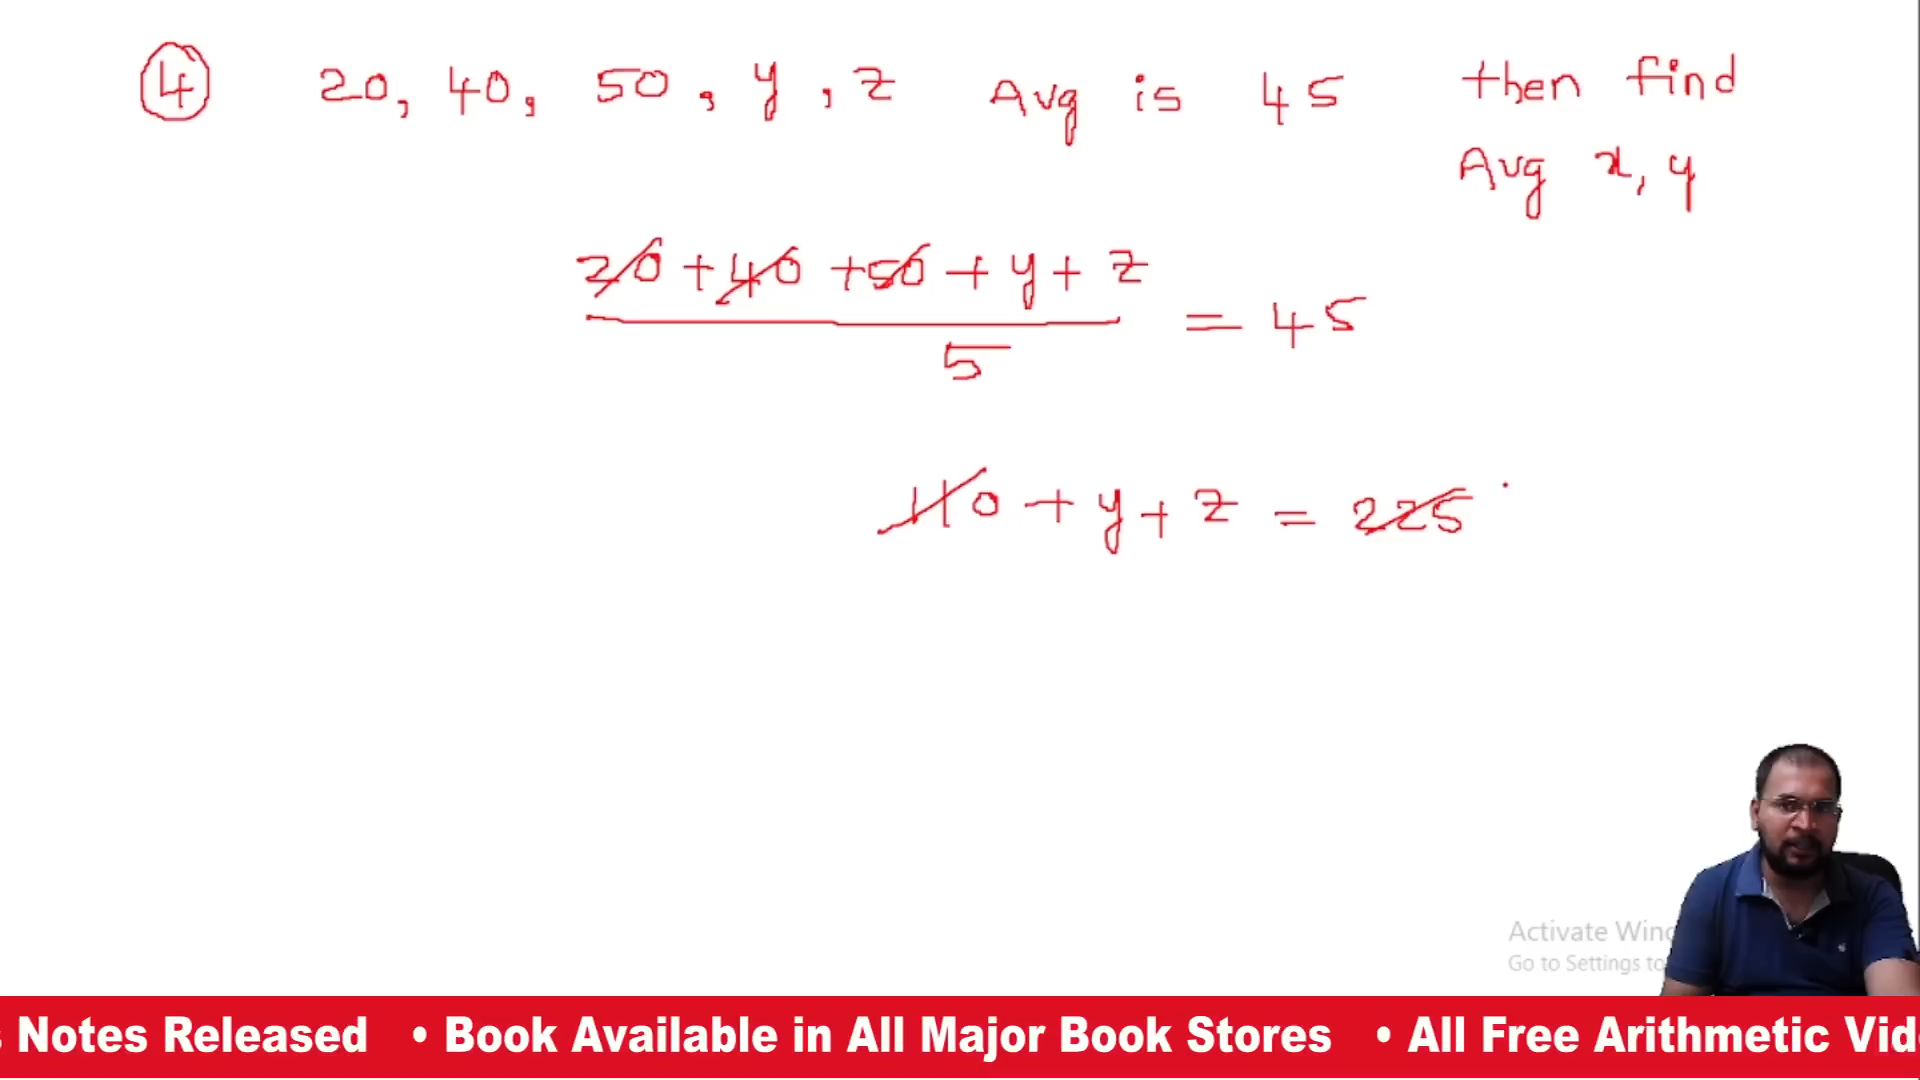 4 20, 40, 50, y, z Avg is 45 then find
Avg x, y
20 + 40 + 50 + y + z
5
= 45
110 + y + z = 225
Activate Wind
Go to Settings to
s Notes Released • Book Available in All Major Book Stores • All Free Arithmetic Vid